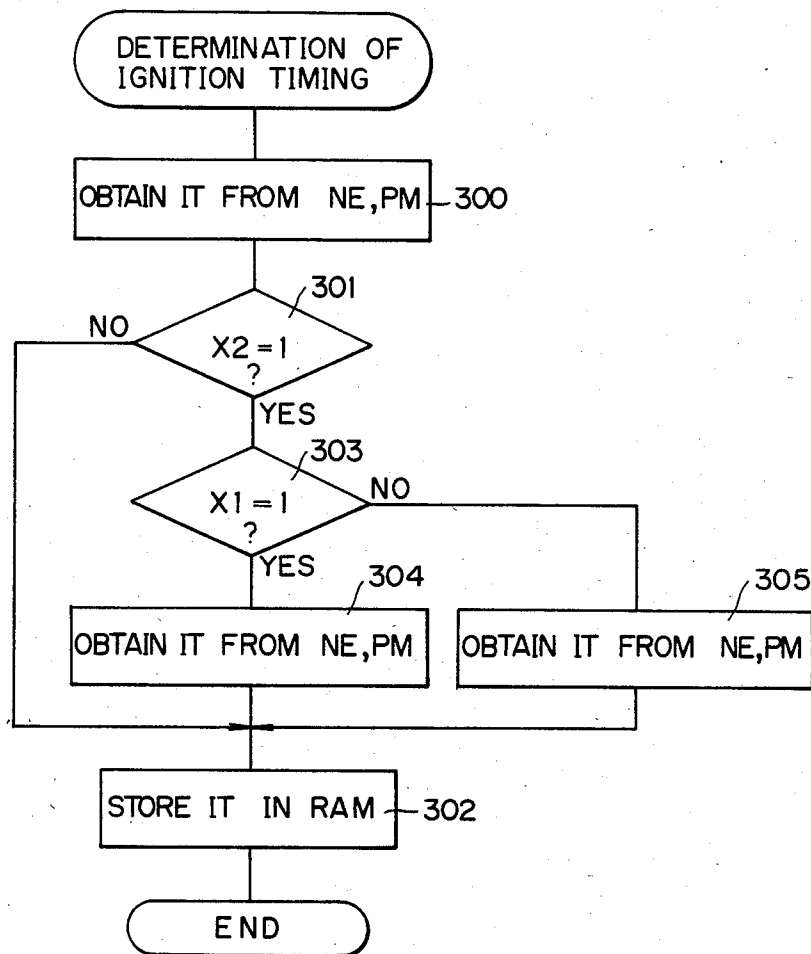 DETERMINATION OF
IGNITION TIMING
OBTAIN IT FROM NE,PM
300
301
NO
X2=1
?
YES
303
X1=1
?
NO
YES
304
305
OBTAIN IT FROM NE,PM
OBTAIN IT FROM NE,PM
STORE IT IN RAM
302
END